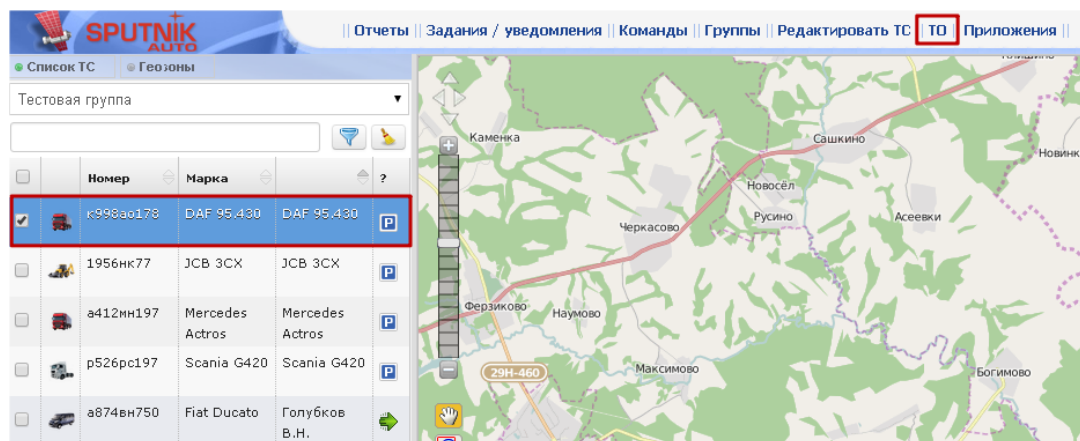 SPUTNIK
AUTO
|| Отчеты || Задания / уведомления || Команды || Группы || Редактировать ТС || ТО || Приложения ||
Список ТС Геозоны
Тестовая группа
Номер Марка ?
к998ао178 DAF 95.430 DAF 95.430 P
1956нк77 JCB 3CX JCB 3CX P
а412мн197 Mercedes Actros Mercedes Actros P
р526рс197 Scania G420 Scania G420 P
а874вн750 Fiat Ducato Голубков В.Н.
Каменка
Сашкино
Новинк
Новосёл
Русино
Асеевки
Черкасово
Ферзиково
Наумово
29Н-460
Максимово
Богимово